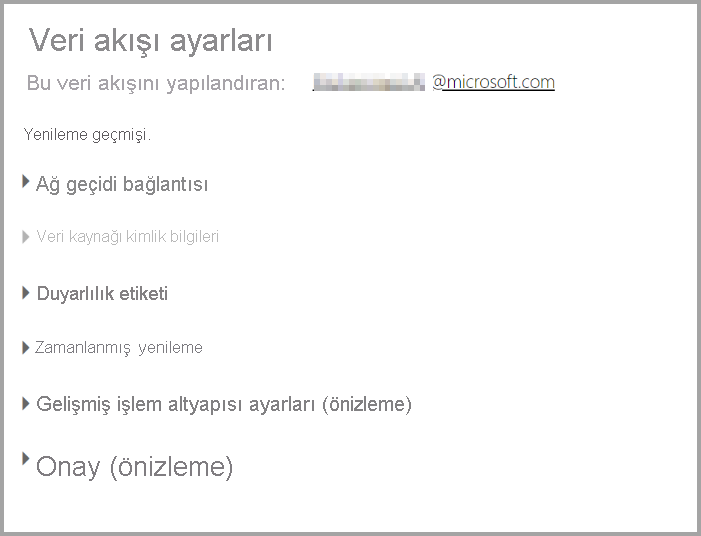 Veri akışı ayarları
Bu veri akışını yapılandıran: @microsoft.com
Yenileme geçmişi.
Ağ geçidi bağlantısı
Veri kaynağı kimlik bilgileri
Duyarlılık etiketi
Zamanlanmış yenileme
Gelişmiş işlem altyapısı ayarları (önizleme)
Onay (önizleme)